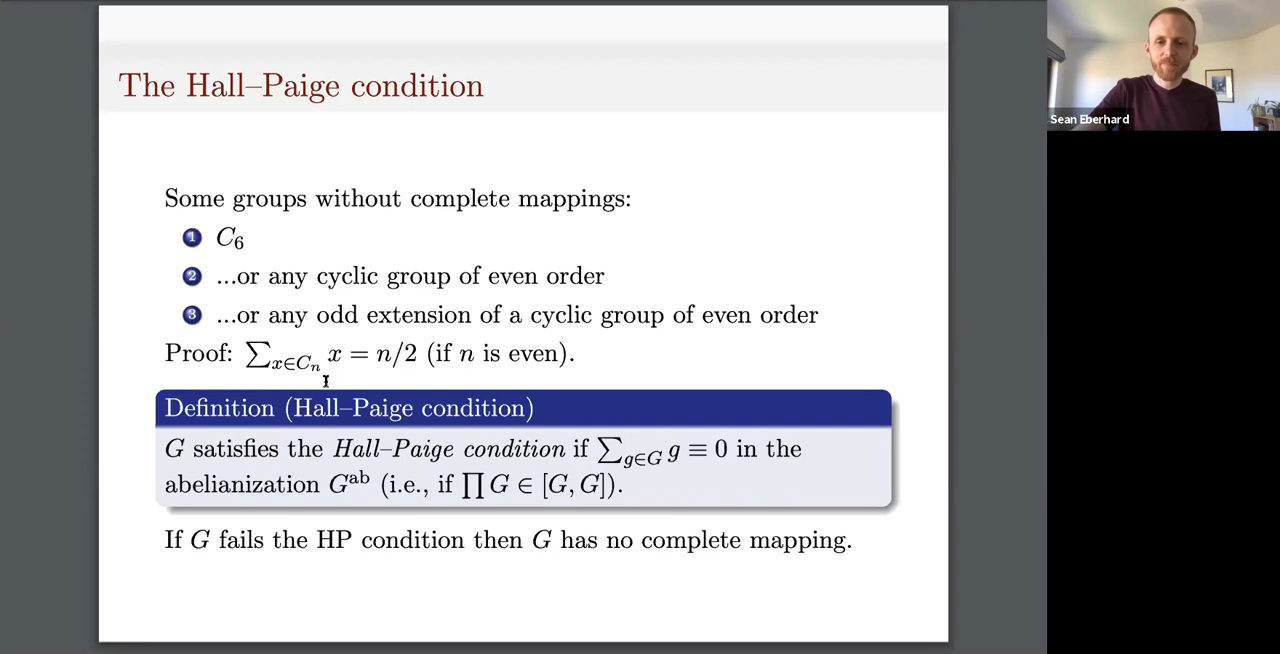 The Hall–Paige condition
Sean Eberhard
Some groups without complete mappings:
1 C₆
2 ...or any cyclic group of even order
3 ...or any odd extension of a cyclic group of even order
Proof: ∑_{x∈Cₙ} x = n/2 (if n is even).
Definition (Hall–Paige condition)
G satisfies the Hall–Paige condition if ∑_{g∈G} g ≡ 0 in the
abelianization G^{ab} (i.e., if ∏ G ∈ [G, G]).
If G fails the HP condition then G has no complete mapping.